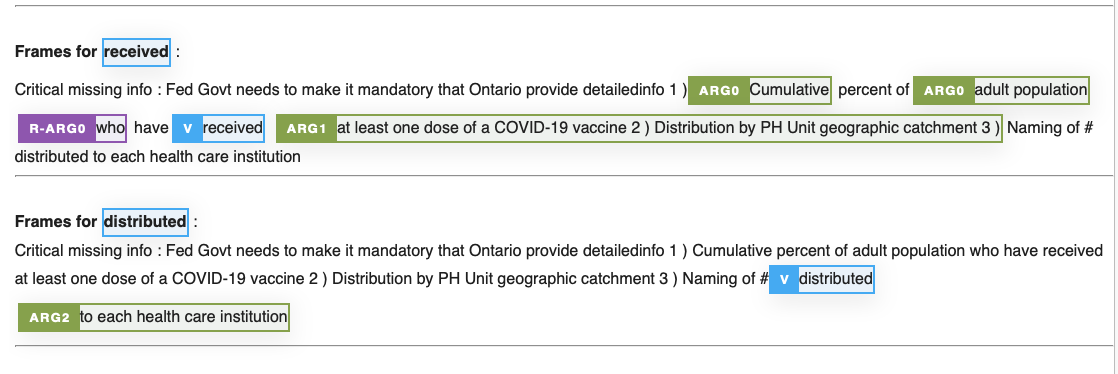 Frames for received :
Critical missing info : Fed Govt needs to make it mandatory that Ontario provide detailedinfo 1 ) ARG0 Cumulative percent of ARG0 adult population
R-ARG0 who have V received ARG1 at least one dose of a COVID-19 vaccine 2 ) Distribution by PH Unit geographic catchment 3 ) Naming of #
distributed to each health care institution
Frames for distributed :
Critical missing info : Fed Govt needs to make it mandatory that Ontario provide detailedinfo 1 ) Cumulative percent of adult population who have received
at least one dose of a COVID-19 vaccine 2 ) Distribution by PH Unit geographic catchment 3 ) Naming of # V distributed
ARG2 to each health care institution